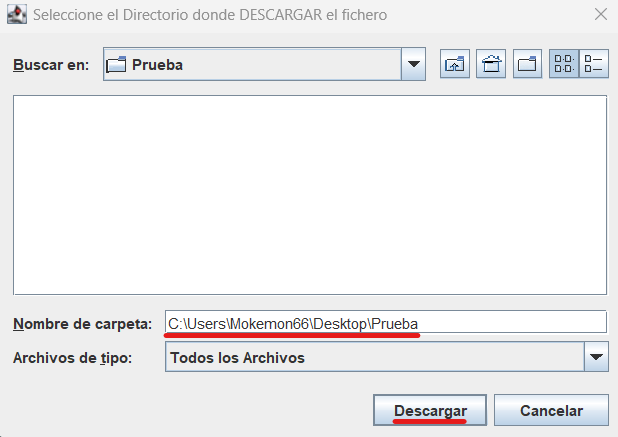 Seleccione el Directorio donde DESCARGAR el fichero
Buscar en: Prueba
Nombre de carpeta: C:\Users\Mokemon66\Desktop\Prueba
Archivos de tipo: Todos los Archivos
Descargar Cancelar